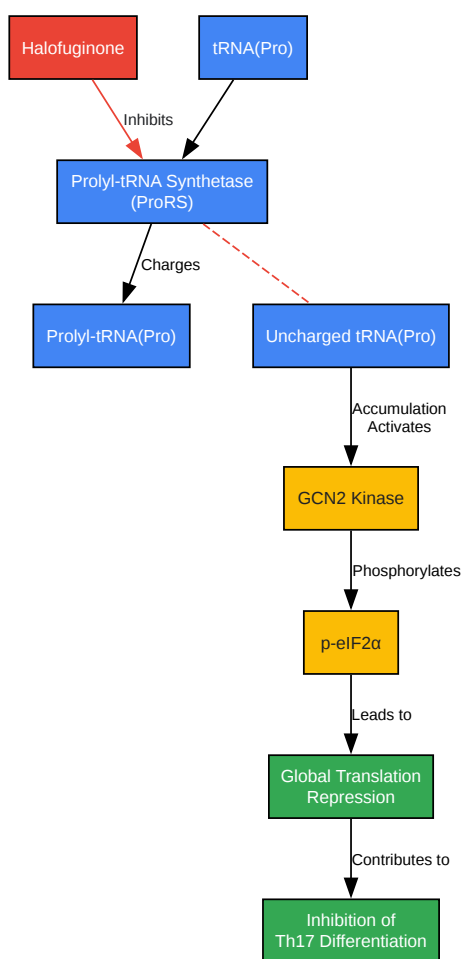 Halofuginone
tRNA(Pro)
Inhibits
Prolyl-tRNA Synthetase
(ProRS)
Charges
Prolyl-tRNA(Pro)
Uncharged tRNA(Pro)
Accumulation
Activates
GCN2 Kinase
Phosphorylates
p-eIF2α
Leads to
Global Translation
Repression
Contributes to
Inhibition of
Th17 Differentiation